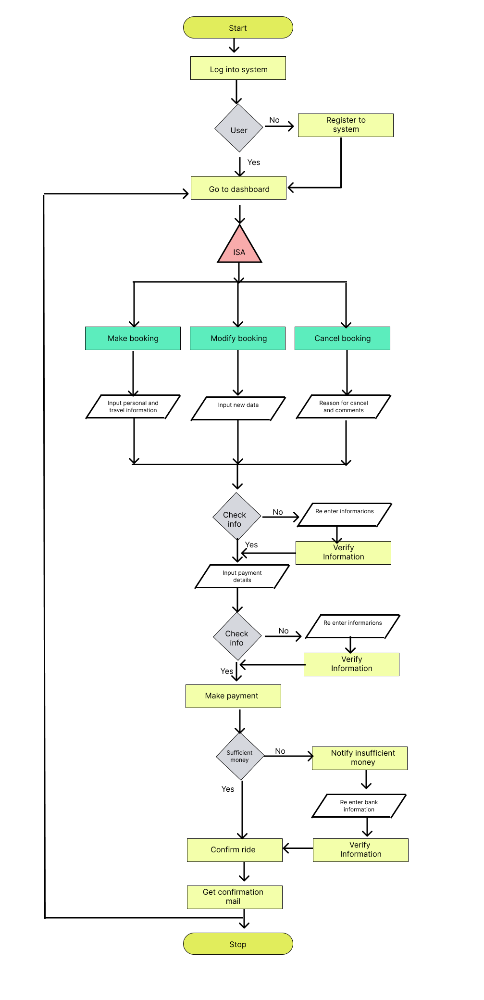 Start
Log into system
User
No
Register to
system
Yes
Go to dashboard
ISA
Make booking
Modify booking
Cancel booking
Input personal and
travel information
Input new data
Reason for cancel
and comments
Check
info
No
Re enter informarions
Yes
Verify
Information
Input payment
details
Check
info
No
Re enter informarions
Verify
Information
Yes
Make payment
Sufficient
money
No
Notify insufficient
money
Yes
Re enter bank
information
Confirm ride
Verify
Information
Get confirmation
mail
Stop